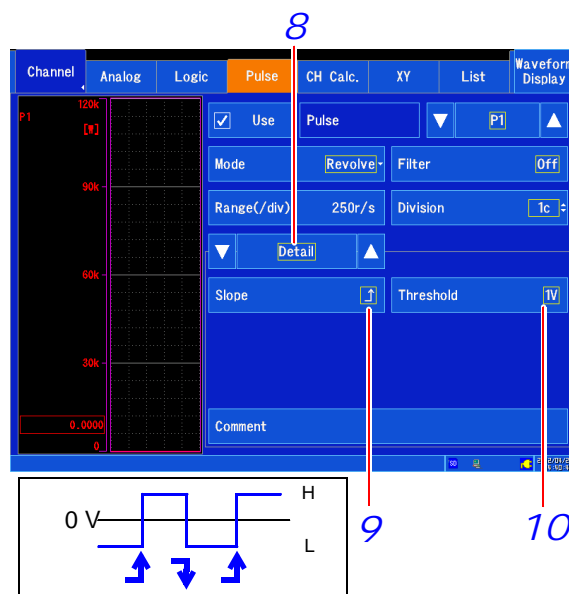 8
Channel Analog Logic Pulse CH Calc. XY List Waveform Display
P1 120k
[W]
Use Pulse P1
Mode Revolve Filter Off
90k
Range(/div) 250r/s Division 1c
Detail
60k
Slope Threshold 1V
30k
0.0000
0
Comment
SD
H
0 V
L
9
10